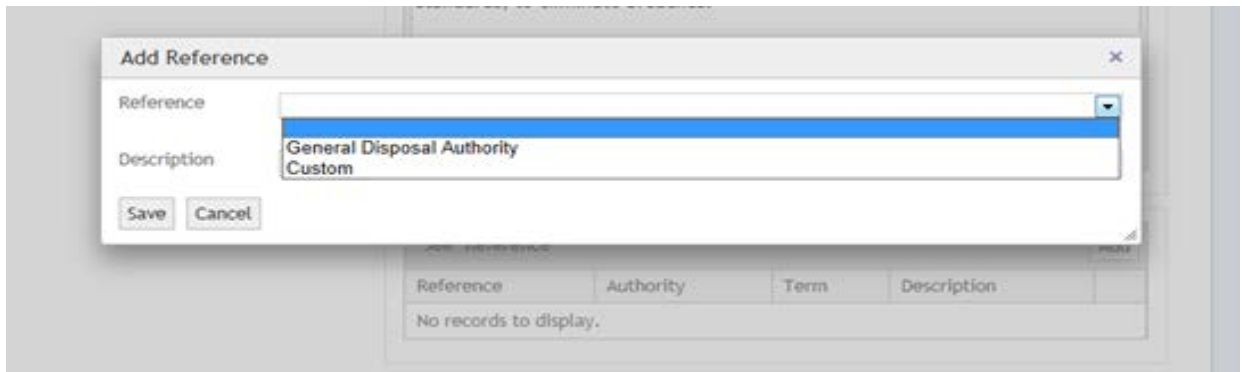 Add Reference
×
Reference
General Disposal Authority
Custom
Description
Save Cancel
Reference Add
Reference Authority Term Description
No records to display.